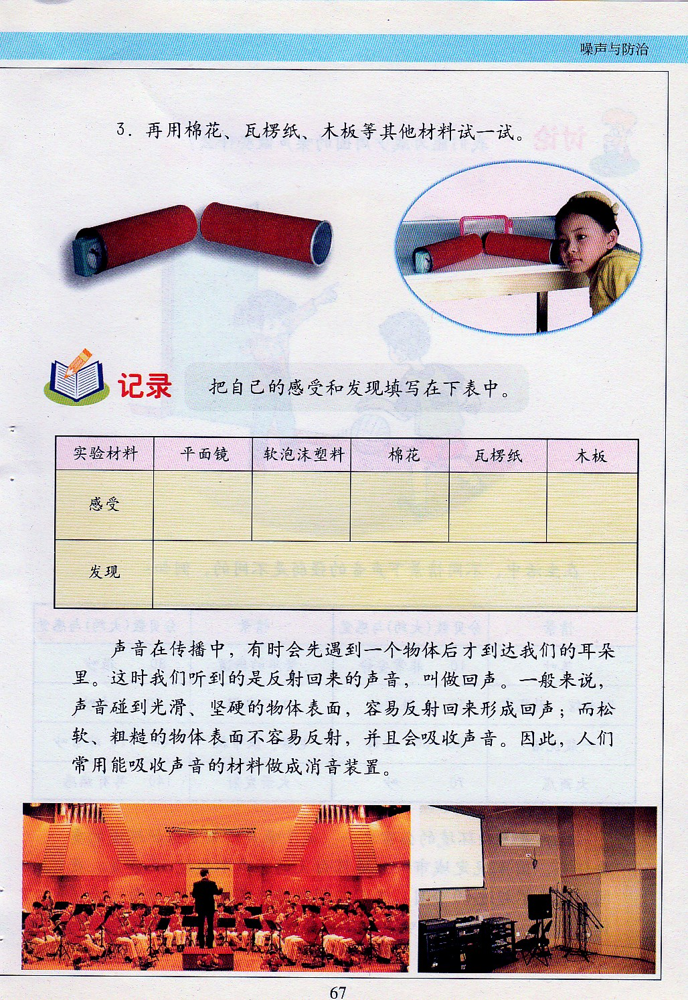 噪声与防治
3. 再用棉花、瓦楞纸、木板等其他材料试一试。
记录
把自己的感受和发现填写在下表中。
实验材料 平面镜 软泡沫塑料 棉花 瓦楞纸 木板
感受
发现
声音在传播中，有时会先遇到一个物体后才到达我们的耳朵
里。这时我们听到的是反射回来的声音，叫做回声。一般来说，
声音碰到光滑、坚硬的物体表面，容易反射回来形成回声；而松
软、粗糙的物体表面不容易反射，并且会吸收声音。因此，人们
常用能吸收声音的材料做成消音装置。
67